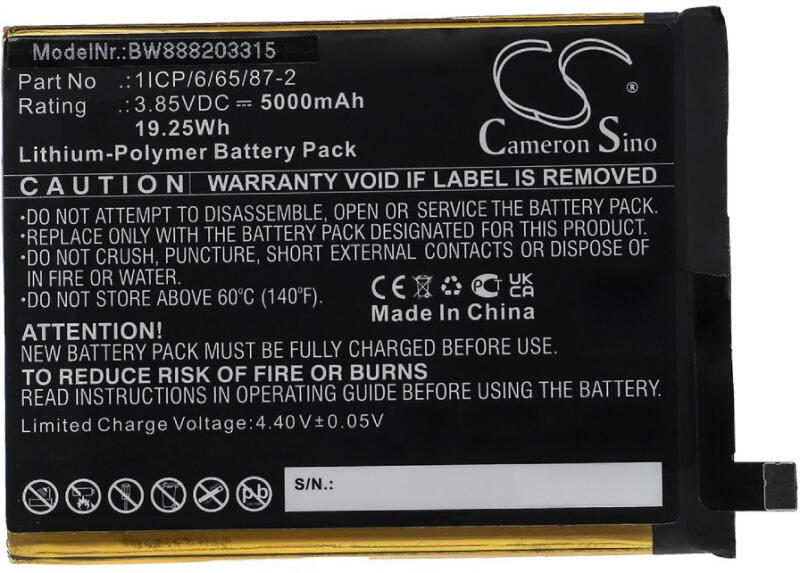 ModelNr.:BW888203315
Part No .:1ICP/6/65/87-2
Rating .:3.85VDC ⎓ 5000mAh
19.25Wh
Lithium-Polymer Battery Pack
CS ®
Cameron Sino
CAUTION WARRANTY VOID IF LABEL IS REMOVED
•DO NOT ATTEMPT TO DISASSEMBLE, OPEN OR SERVICE THE BATTERY PACK.
•REPLACE ONLY WITH THE BATTERY PACK DESIGNATED FOR THIS PRODUCT.
•DO NOT CRUSH, PUNCTURE, SHORT EXTERNAL CONTACTS OR DISPOSE OF
IN FIRE OR WATER.
•DO NOT STORE ABOVE 60°C (140°F).
CE PCT UKCA
Made In China
ATTENTION!
NEW BATTERY PACK MUST BE FULLY CHARGED BEFORE USE.
TO REDUCE RISK OF FIRE OR BURNS
READ INSTRUCTIONS IN OPERATING GUIDE BEFORE USING THE BATTERY.
Limited Charge Voltage:4.40V±0.05V
pb
S/N.: